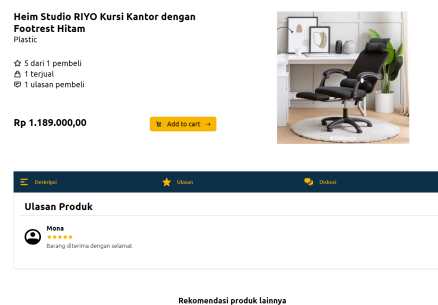 Heim Studio RIYO Kursi Kantor dengan
Footrest Hitam
Plastic
5 dari 1 pembeli
1 terjual
1 ulasan pembeli
Rp 1.189.000,00
Add to cart →
Deskripsi
Ulasan
Diskusi
Ulasan Produk
Mona
Barang diterima dengan selamat
Rekomendasi produk lainnya